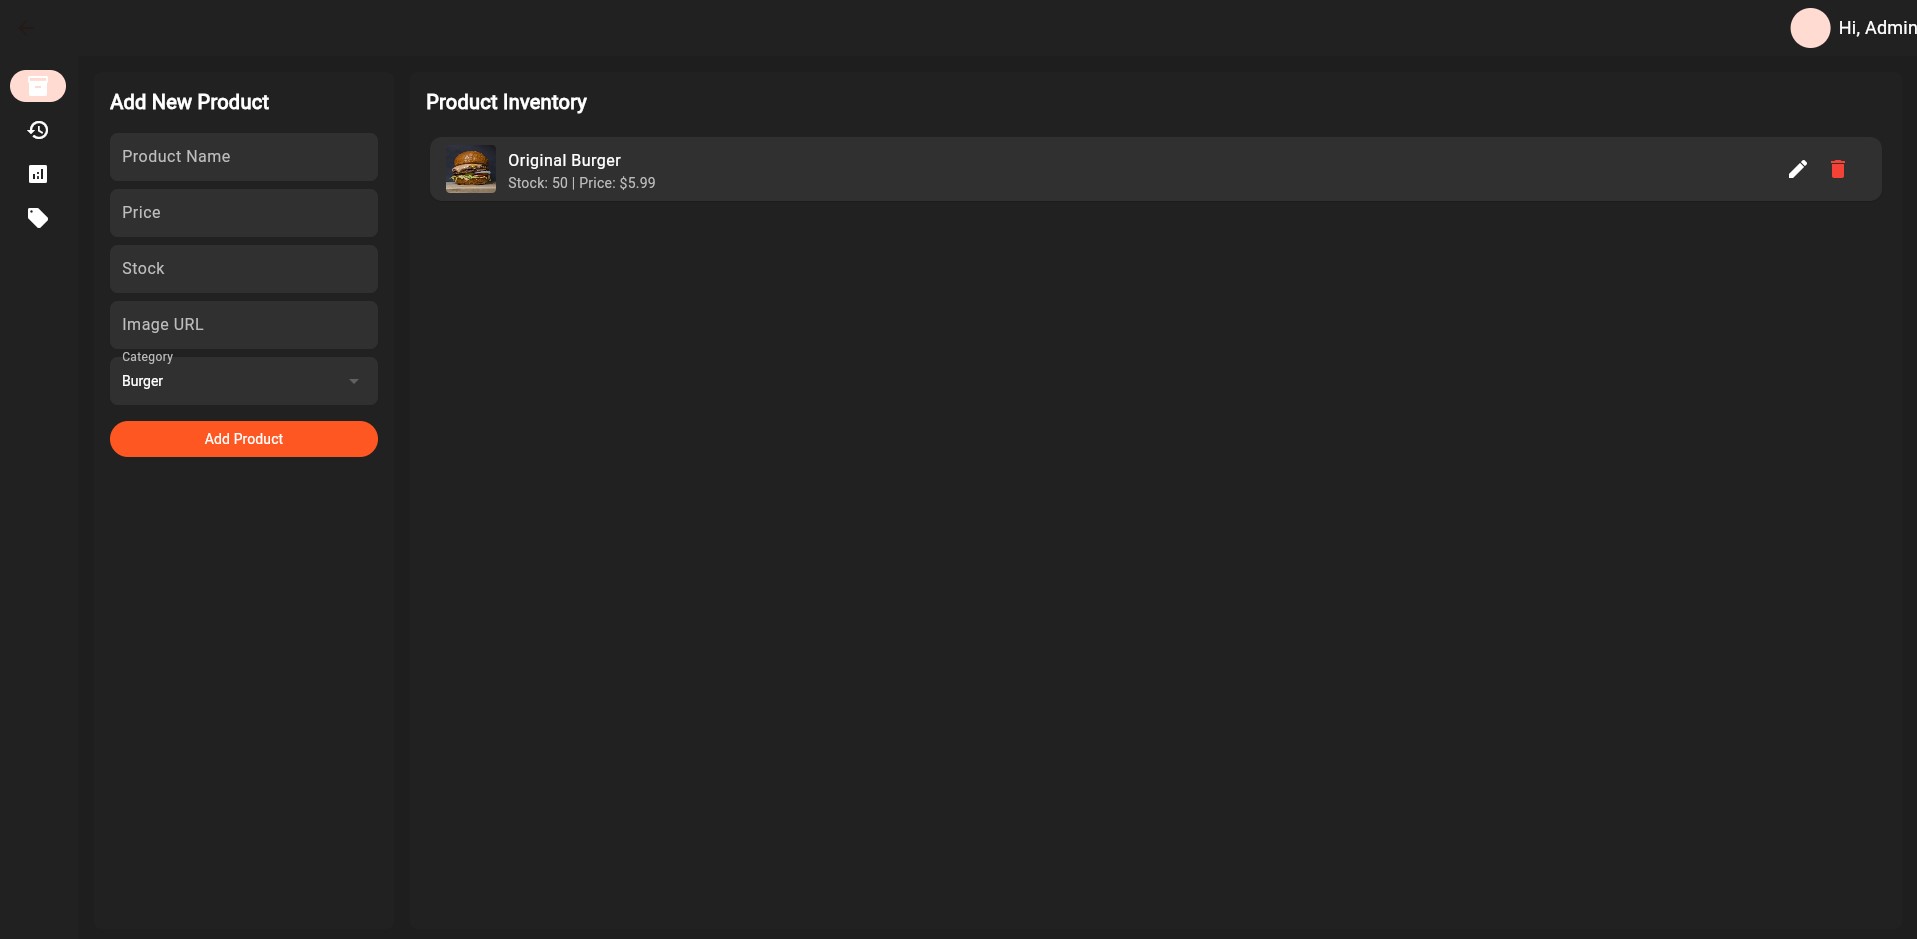 Hi, Admin
Add New Product
Product Name
Price
Stock
Image URL
Category
Burger
Add Product
Product Inventory
Original Burger
Stock: 50 | Price: $5.99